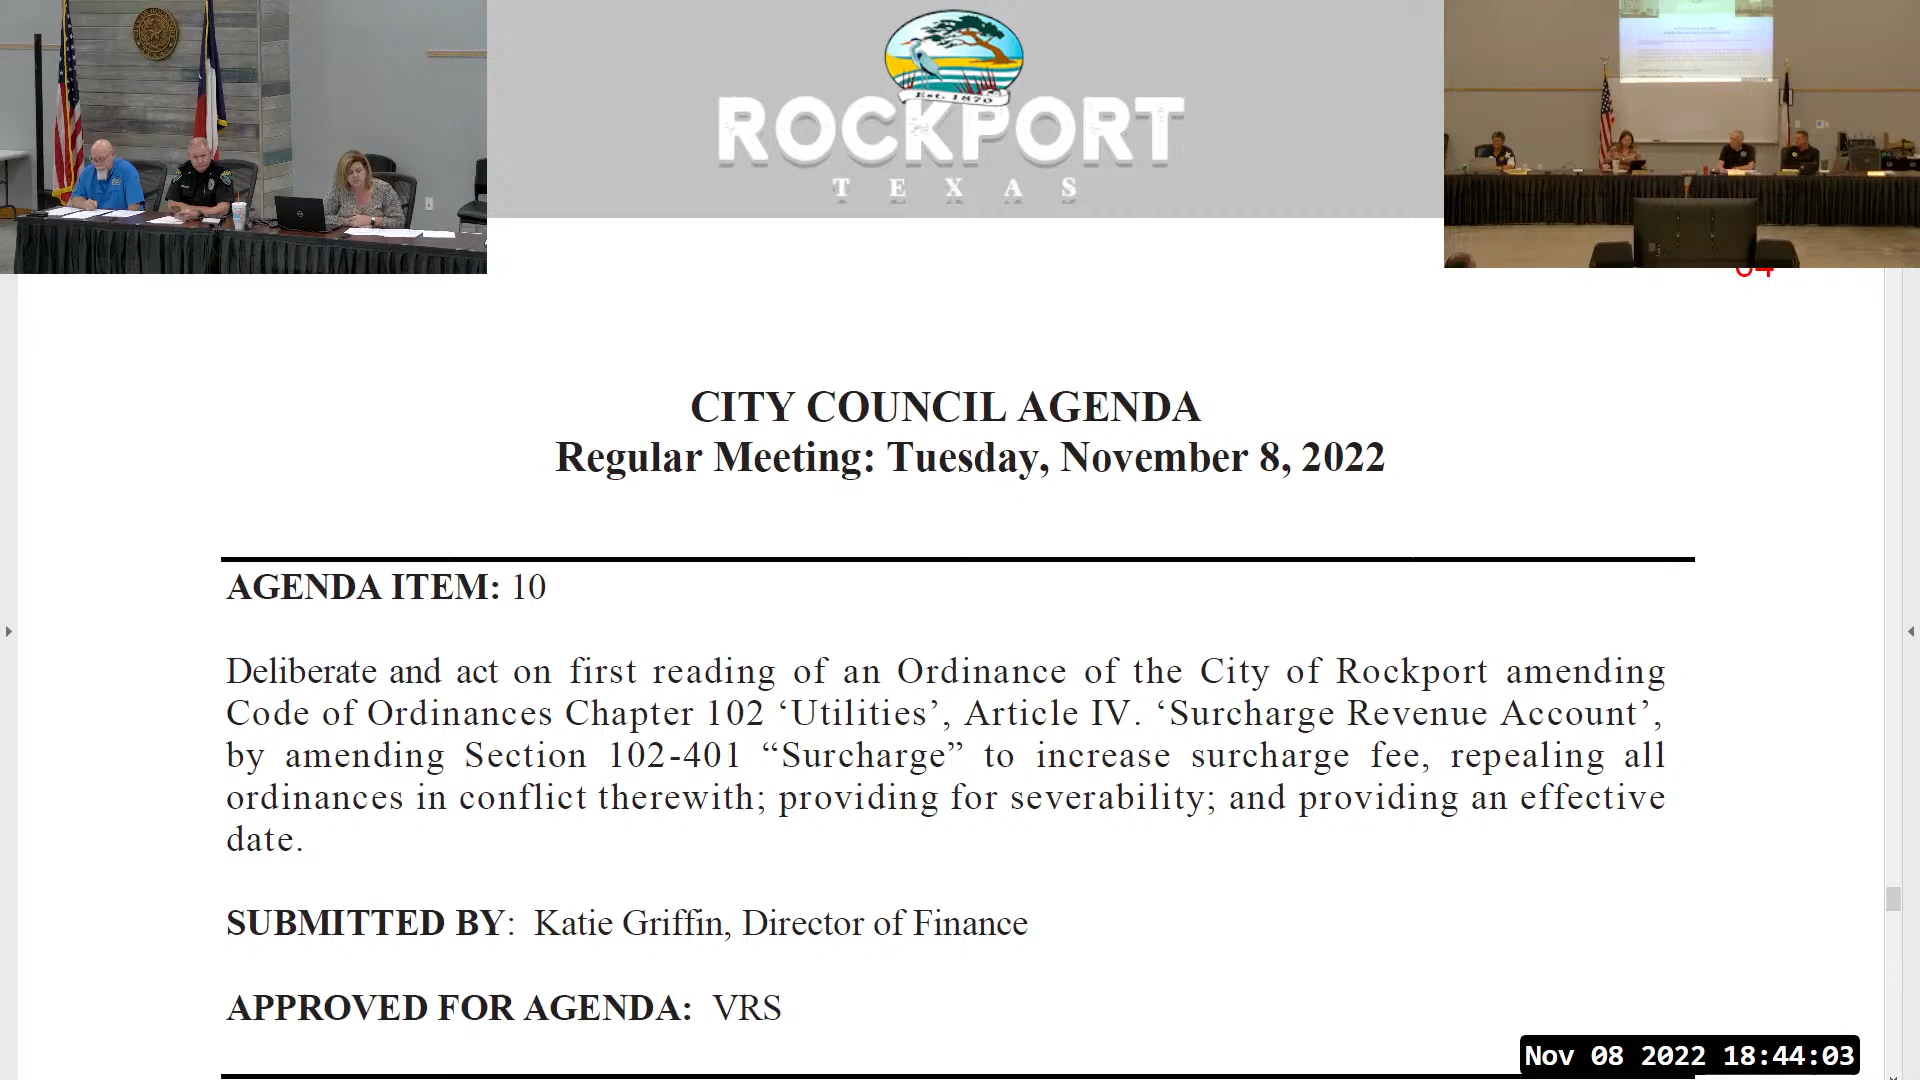 Est. 1870
ROCKPORT
TEXAS
CITY COUNCIL AGENDA
Regular Meeting: Tuesday, November 8, 2022
AGENDA ITEM: 10
Deliberate and act on first reading of an Ordinance of the City of Rockport amending
Code of Ordinances Chapter 102 ‘Utilities’, Article IV. ‘Surcharge Revenue Account’,
by amending Section 102-401 “Surcharge” to increase surcharge fee, repealing all
ordinances in conflict therewith; providing for severability; and providing an effective
date.
SUBMITTED BY: Katie Griffin, Director of Finance
APPROVED FOR AGENDA: VRS
Nov 08 2022 18:44:03